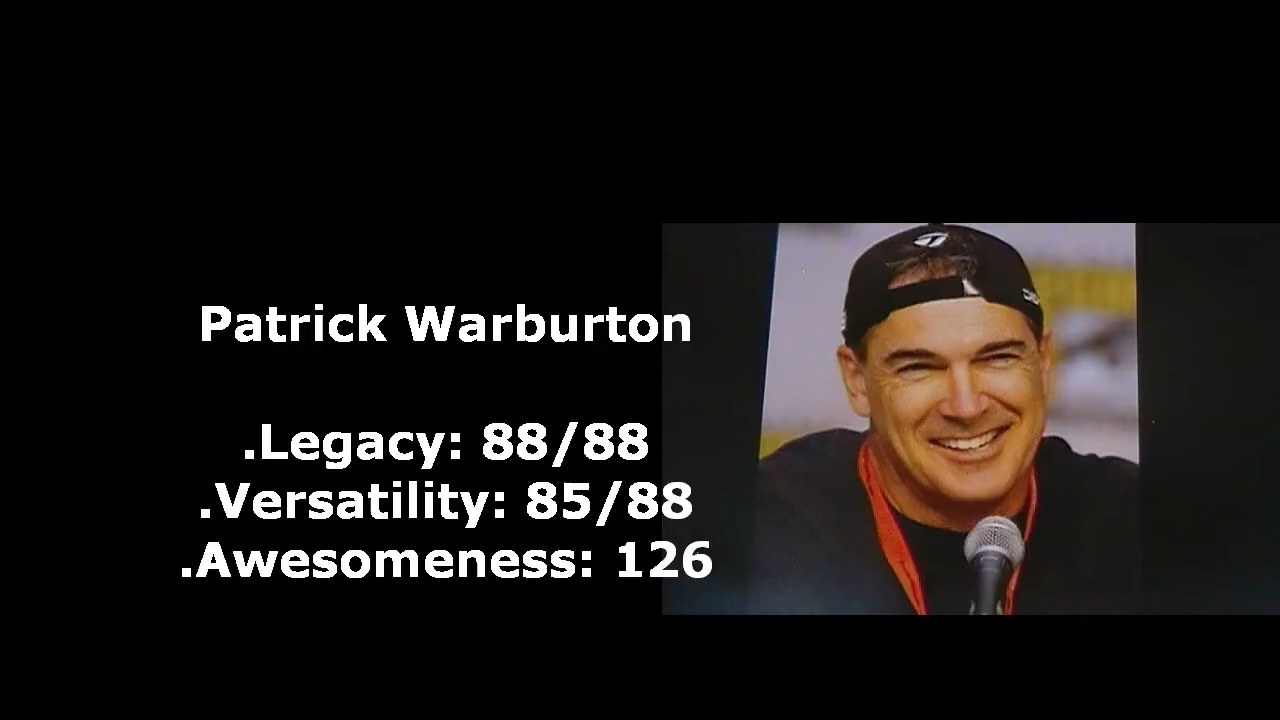 Patrick Warburton
.Legacy: 88/88
.Versatility: 85/88
.Awesomeness: 126